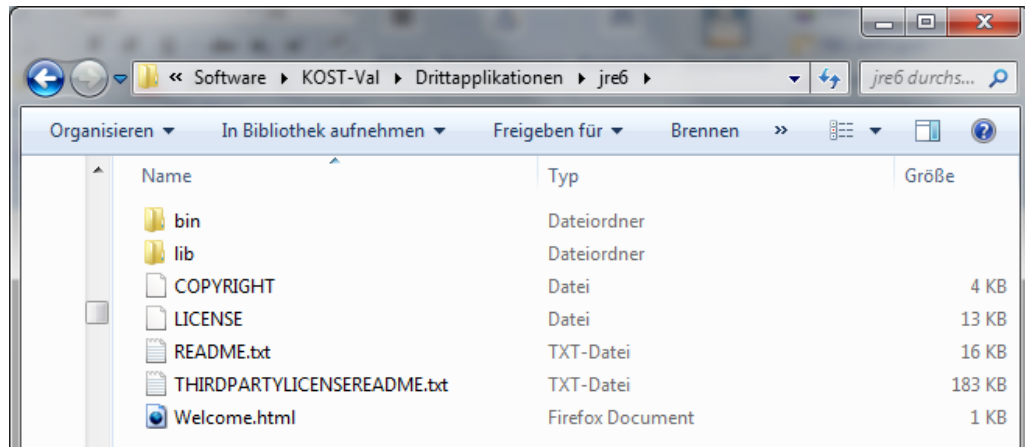 « Software ▸ KOST-Val ▸ Drittapplikationen ▸ jre6 ▸ jre6 durchs...
Organisieren ▾ In Bibliothek aufnehmen ▾ Freigeben für ▾ Brennen »
Name Typ Größe
bin Dateiordner
lib Dateiordner
COPYRIGHT Datei 4 KB
LICENSE Datei 13 KB
README.txt TXT-Datei 16 KB
THIRDPARTYLICENSEREADME.txt TXT-Datei 183 KB
Welcome.html Firefox Document 1 KB